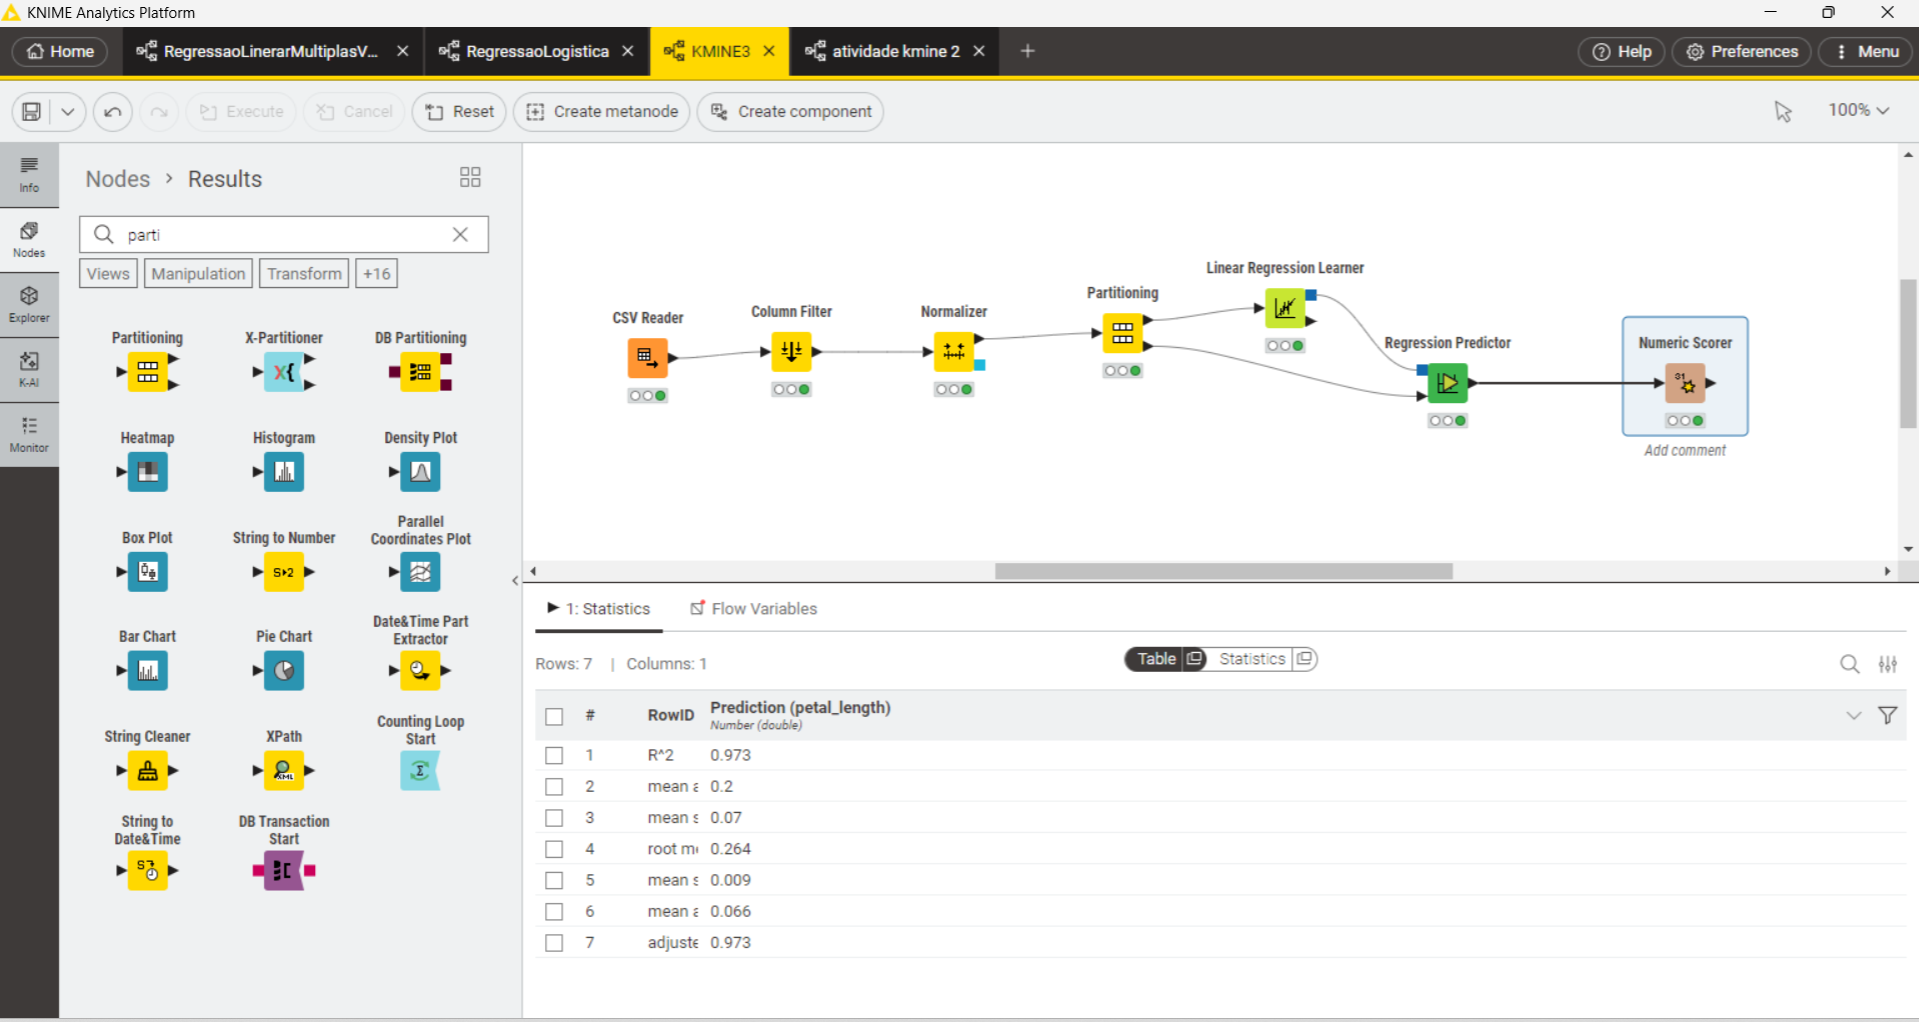 KNIME Analytics Platform
Home
RegressaoLinerarMultiplasV...
RegressaoLogistica
KMINE3
atividade kmine 2
Help
Preferences
Menu
Execute
Cancel
Reset
Create metanode
Create component
100%
Info
Nodes
Explorer
K-AI
Monitor
Nodes > Results
parti
Views
Manipulation
Transform
+16
Partitioning
X-Partitioner
DB Partitioning
Heatmap
Histogram
Density Plot
Box Plot
String to Number
Parallel
Coordinates Plot
Bar Chart
Pie Chart
Date&Time Part
Extractor
String Cleaner
XPath
Counting Loop
Start
String to
Date&Time
DB Transaction
Start
CSV Reader
Column Filter
Normalizer
Partitioning
Linear Regression Learner
Regression Predictor
Numeric Scorer
Add comment
1: Statistics
Flow Variables
Rows: 7 | Columns: 1
Table
Statistics
# RowID Prediction (petal_length)
Number (double)
1 R^2 0.973
2 mean a 0.2
3 mean s 0.07
4 root m 0.264
5 mean s 0.009
6 mean a 0.066
7 adjuste 0.973